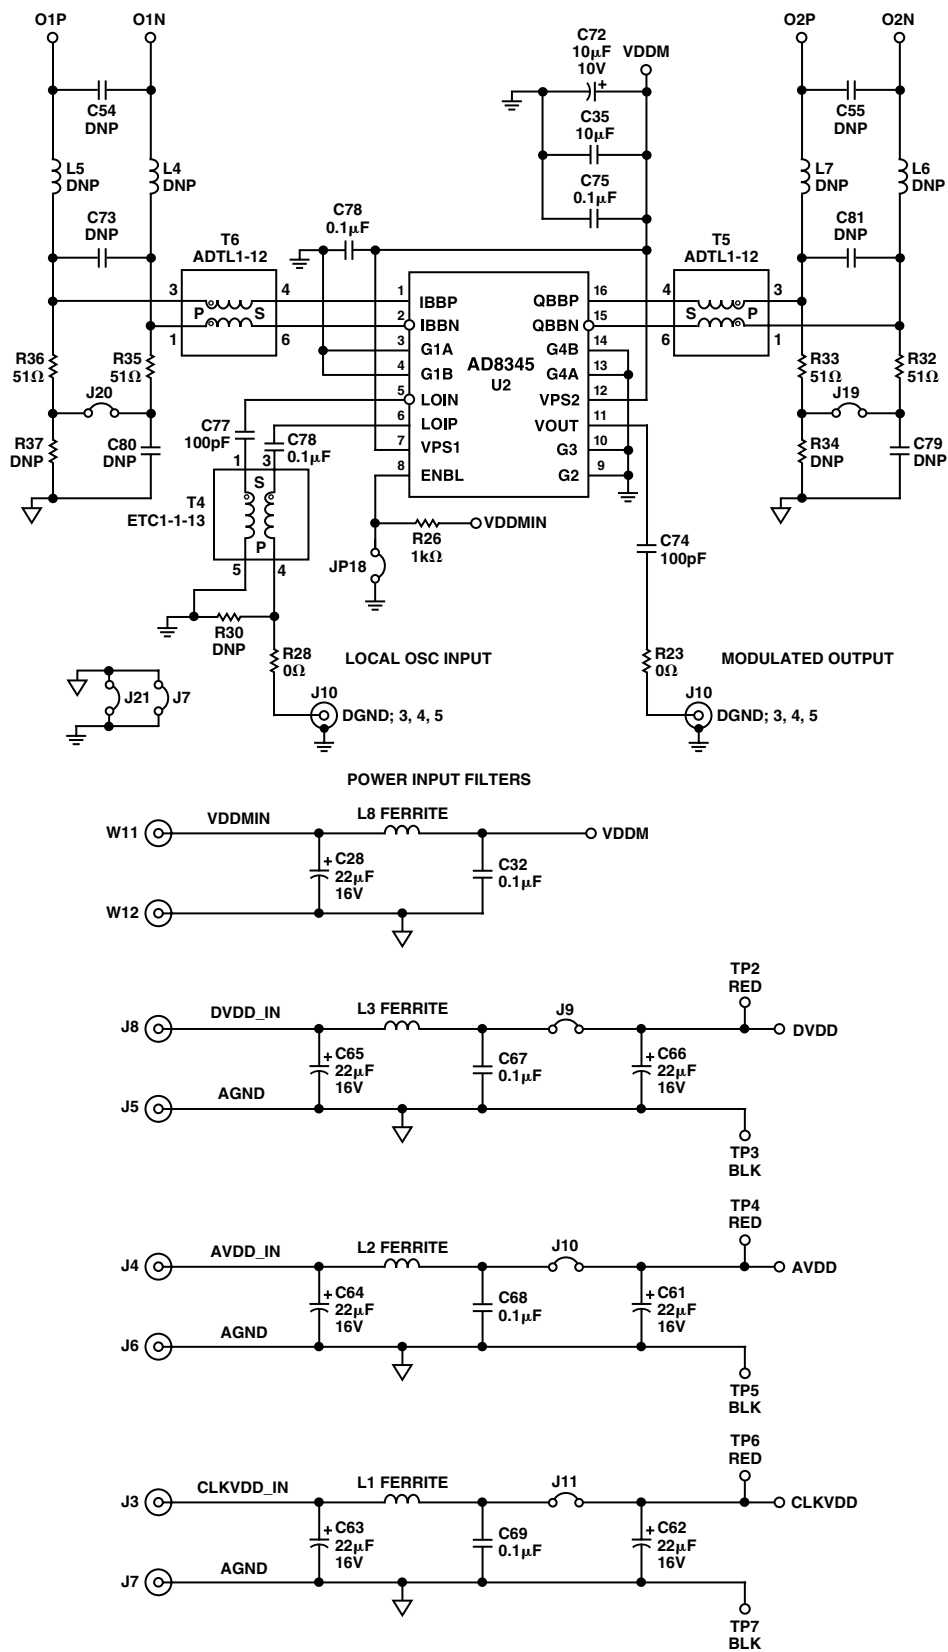 O1P
O1N
C54
DNP
L5
DNP
L4
DNP
C73
DNP
C72
10μF
10V
+
VDDM
C35
10μF
C75
0.1μF
O2P
O2N
C55
DNP
L7
DNP
L6
DNP
C81
DNP
C78
0.1μF
T6
ADTL1-12
3
4
P
S
1
6
T5
ADTL1-12
4
3
S
P
6
1
1
IBBP
2
IBBN
3
G1A
4
G1B
5
LOIN
6
LOIP
7
VPS1
8
ENBL
AD8345
U2
16
QBBP
15
QBBN
14
G4B
13
G4A
12
VPS2
11
VOUT
10
G3
9
G2
R36
51Ω
R35
51Ω
J20
R37
DNP
C80
DNP
R33
51Ω
R32
51Ω
J19
R34
DNP
C79
DNP
C77
100pF
C78
0.1μF
1
3
S
T4
ETC1-1-13
P
5
4
R26
1kΩ
VDDMIN
JP18
C74
100pF
R30
DNP
R28
0Ω
LOCAL OSC INPUT
J10
DGND; 3, 4, 5
R23
0Ω
MODULATED OUTPUT
J10
DGND; 3, 4, 5
J21
J7
POWER INPUT FILTERS
W11
VDDMIN
L8 FERRITE
VDDM
+
C28
22μF
16V
C32
0.1μF
W12
TP2
RED
J8
DVDD_IN
L3 FERRITE
J9
DVDD
+
C65
22μF
16V
C67
0.1μF
+
C66
22μF
16V
J5
AGND
TP3
BLK
TP4
RED
J4
AVDD_IN
L2 FERRITE
J10
AVDD
+
C64
22μF
16V
C68
0.1μF
+
C61
22μF
16V
J6
AGND
TP5
BLK
TP6
RED
J3
CLKVDD_IN
L1 FERRITE
J11
CLKVDD
+
C63
22μF
16V
C69
0.1μF
+
C62
22μF
16V
J7
AGND
TP7
BLK